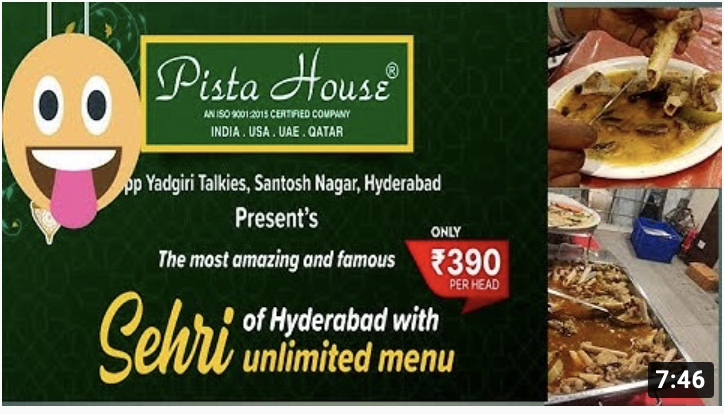 Pista House®
AN ISO 9001:2015 CERTIFIED COMPANY
INDIA . USA . UAE . QATAR
pp Yadgiri Talkies, Santosh Nagar, Hyderabad
Present's
The most amazing and famous
ONLY
₹390
PER HEAD
Sehri of Hyderabad with
unlimited menu
7:46